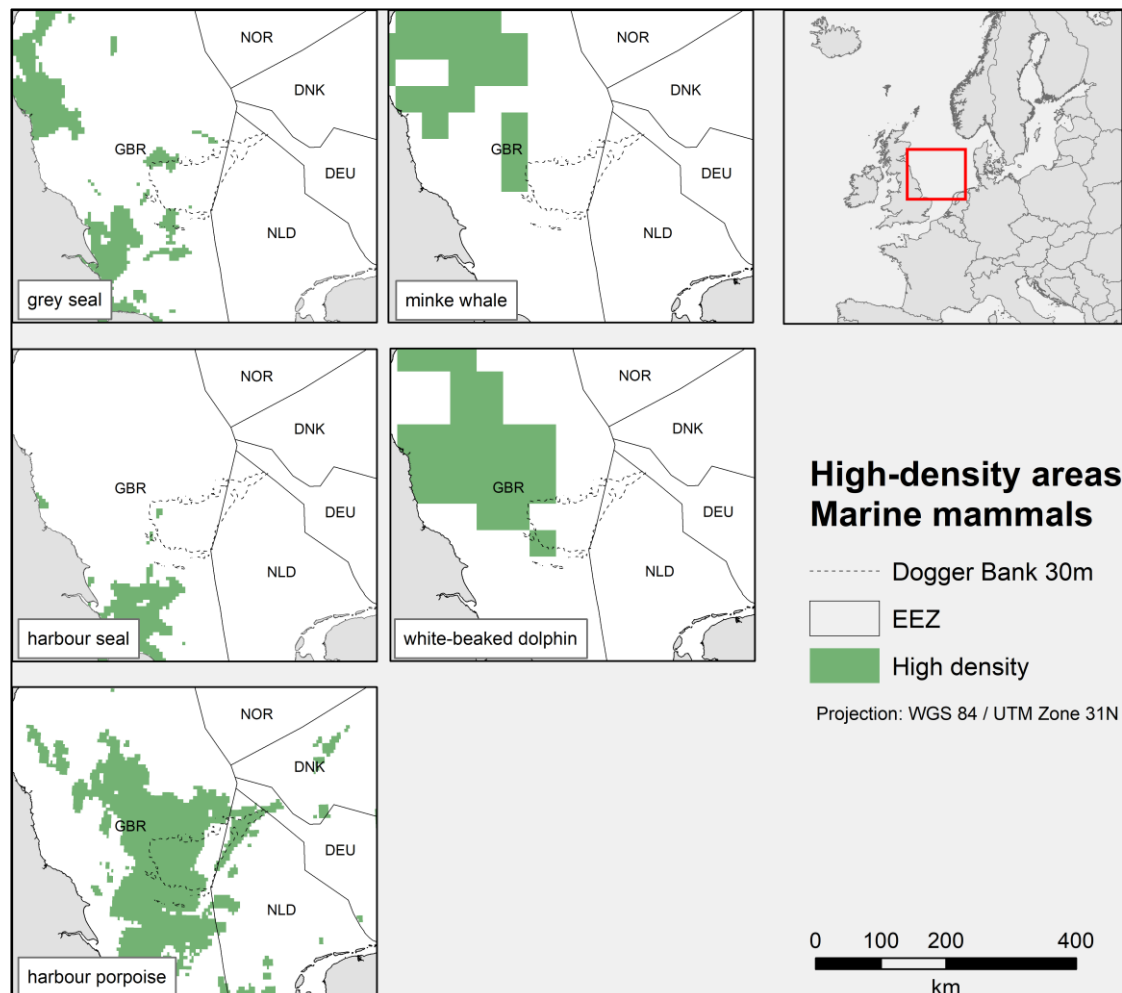 NOR
DNK
GBR
DEU
NLD
grey seal
NOR
DNK
GBR
DEU
NLD
minke whale
NOR
DNK
GBR
DEU
NLD
harbour seal
NOR
DNK
GBR
DEU
NLD
white-beaked dolphin
NOR
DNK
GBR
DEU
NLD
harbour porpoise
High-density areas
Marine mammals
Dogger Bank 30m
EEZ
High density
Projection: WGS 84 / UTM Zone 31N
0 100 200 400
km